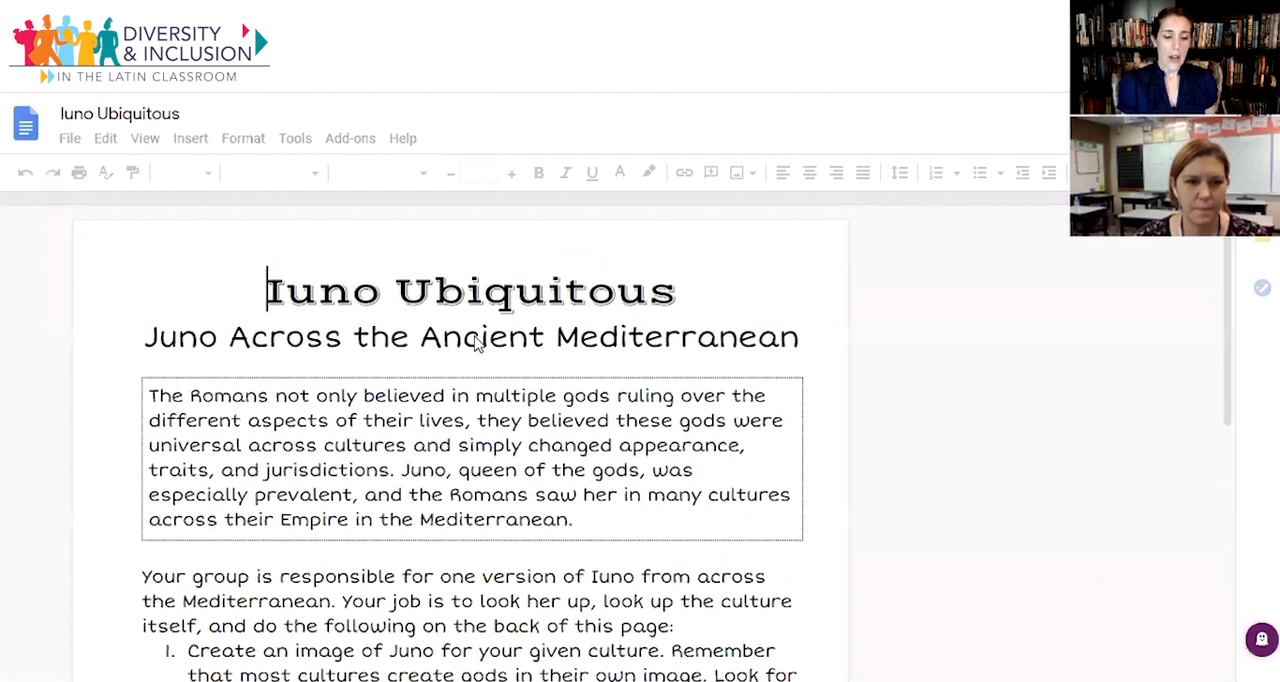 DIVERSITY
& INCLUSION
IN THE LATIN CLASSROOM
Iuno Ubiquitous
File Edit View Insert Format Tools Add-ons Help
Iuno Ubiquitous
Juno Across the Ancient Mediterranean
The Romans not only believed in multiple gods ruling over the
different aspects of their lives, they believed these gods were
universal across cultures and simply changed appearance,
traits, and jurisdictions. Juno, queen of the gods, was
especially prevalent, and the Romans saw her in many cultures
across their Empire in the Mediterranean.
Your group is responsible for one version of Iuno from across
the Mediterranean. Your job is to look her up, look up the culture
itself, and do the following on the back of this page:
1. Create an image of Juno for your given culture. Remember
that most cultures create gods in their own image. Look for